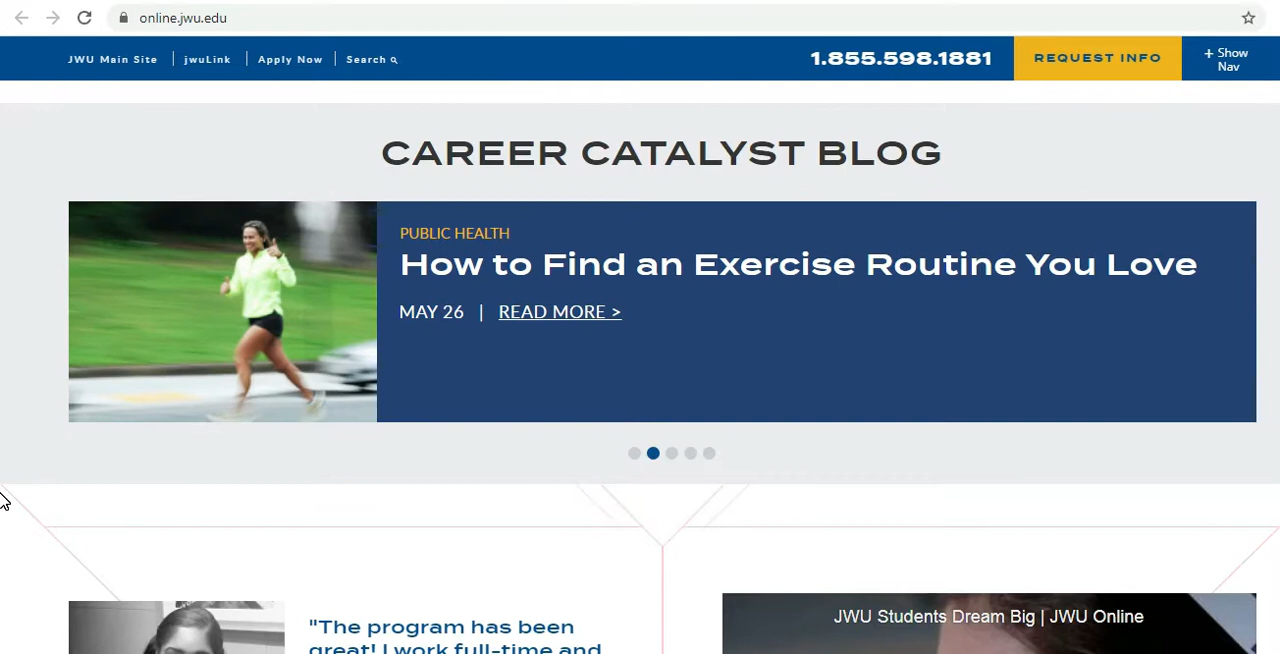 online.jwu.edu
JWU Main Site
jwuLink
Apply Now
Search
1.855.598.1881
REQUEST INFO
+ Show
Nav
CAREER CATALYST BLOG
PUBLIC HEALTH
How to Find an Exercise Routine You Love
MAY 26 | READ MORE >
"The program has been
great! I work full-time and
JWU Students Dream Big | JWU Online